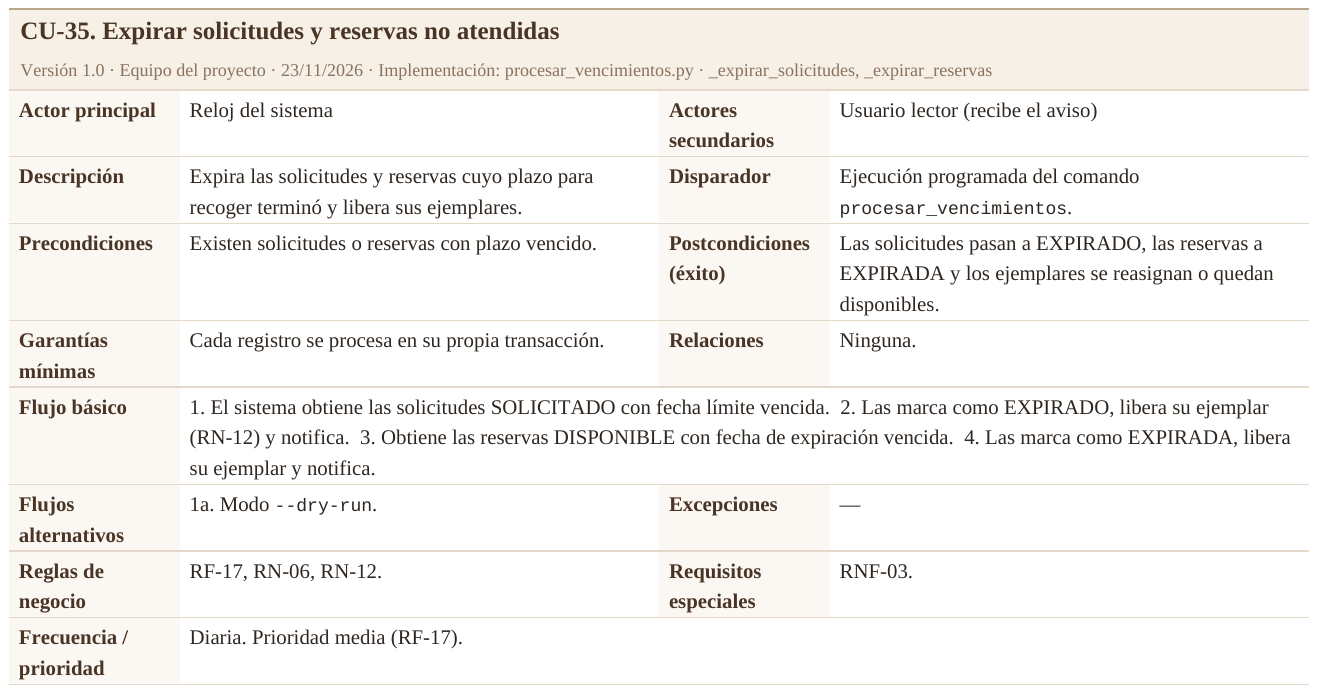 CU-35. Expirar solicitudes y reservas no atendidas
Versión 1.0 · Equipo del proyecto · 23/11/2026 · Implementación: procesar_vencimientos.py · _expirar_solicitudes, _expirar_reservas
Actor principal
Reloj del sistema
Actores
secundarios
Usuario lector (recibe el aviso)
Descripción
Expira las solicitudes y reservas cuyo plazo para
recoger terminó y libera sus ejemplares.
Disparador
Ejecución programada del comando
procesar_vencimientos.
Precondiciones
Existen solicitudes o reservas con plazo vencido.
Postcondiciones
(éxito)
Las solicitudes pasan a EXPIRADO, las reservas a
EXPIRADA y los ejemplares se reasignan o quedan
disponibles.
Garantías
mínimas
Cada registro se procesa en su propia transacción.
Relaciones
Ninguna.
Flujo básico
1. El sistema obtiene las solicitudes SOLICITADO con fecha límite vencida. 2. Las marca como EXPIRADO, libera su ejemplar
(RN-12) y notifica. 3. Obtiene las reservas DISPONIBLE con fecha de expiración vencida. 4. Las marca como EXPIRADA, libera
su ejemplar y notifica.
Flujos
alternativos
1a. Modo --dry-run.
Excepciones
—
Reglas de
negocio
RF-17, RN-06, RN-12.
Requisitos
especiales
RNF-03.
Frecuencia /
prioridad
Diaria. Prioridad media (RF-17).